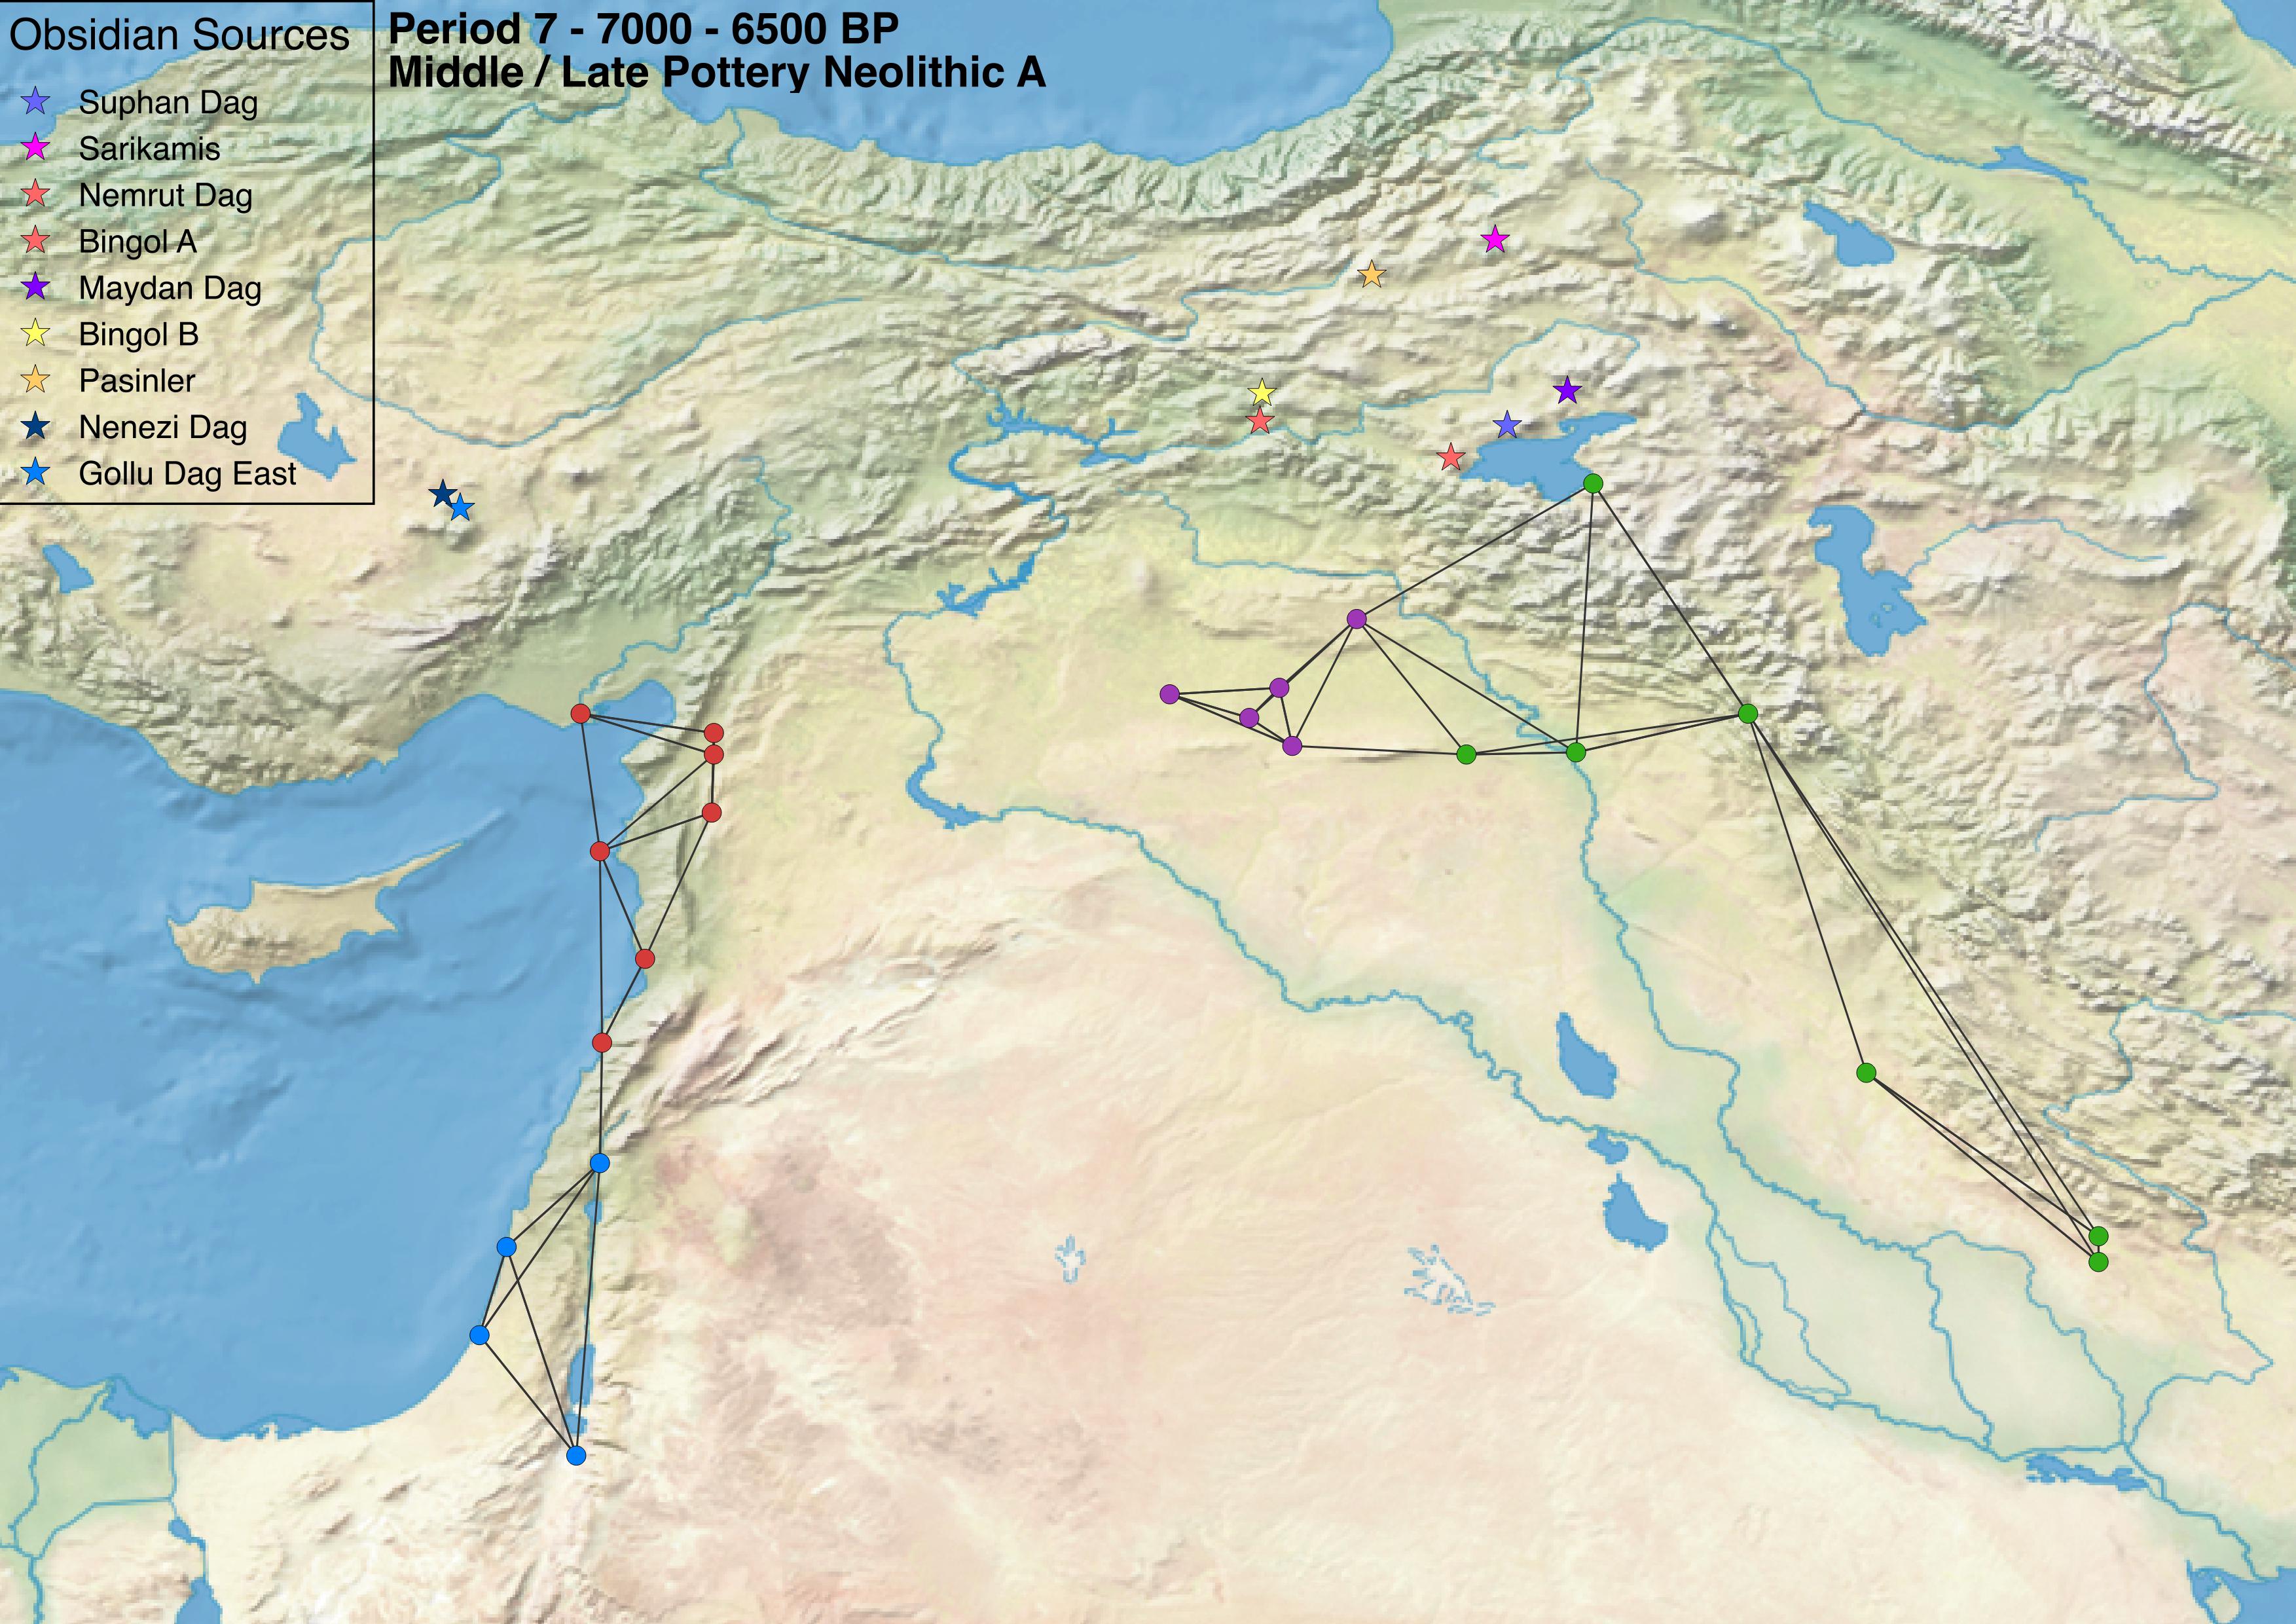 Obsidian Sources
Suphan Dag
Sarikamis
Nemrut Dag
Bingol A
Maydan Dag
Bingol B
Pasinler
Nenezi Dag
Gollu Dag East
Period 7 - 7000 - 6500 BP
Middle / Late Pottery Neolithic A